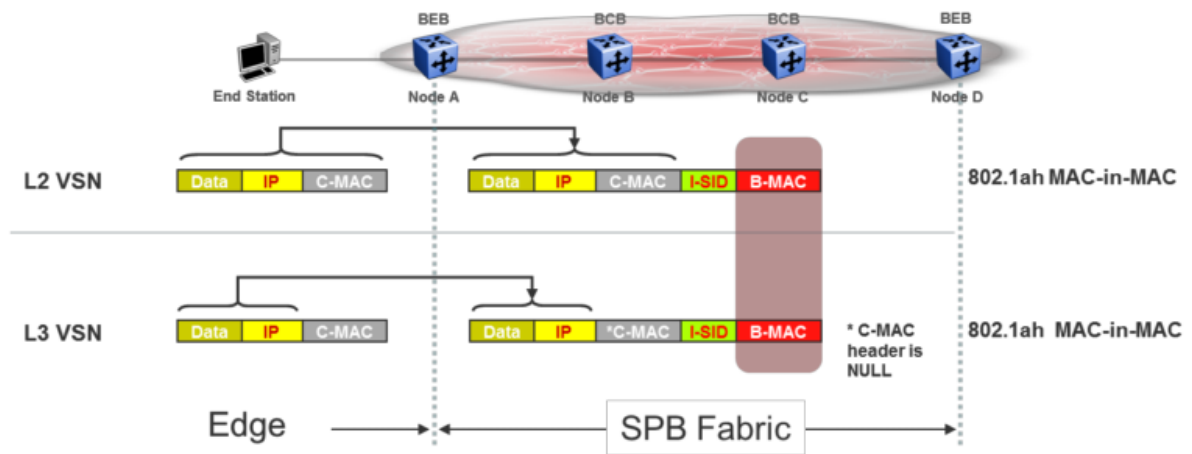 BEB BCB BCB BEB
End Station Node A Node B Node C Node D
L2 VSN Data IP C-MAC Data IP C-MAC I-SID B-MAC 802.1ah MAC-in-MAC
L3 VSN Data IP C-MAC Data IP *C-MAC I-SID B-MAC 802.1ah MAC-in-MAC
* C-MAC
header is
NULL
Edge SPB Fabric